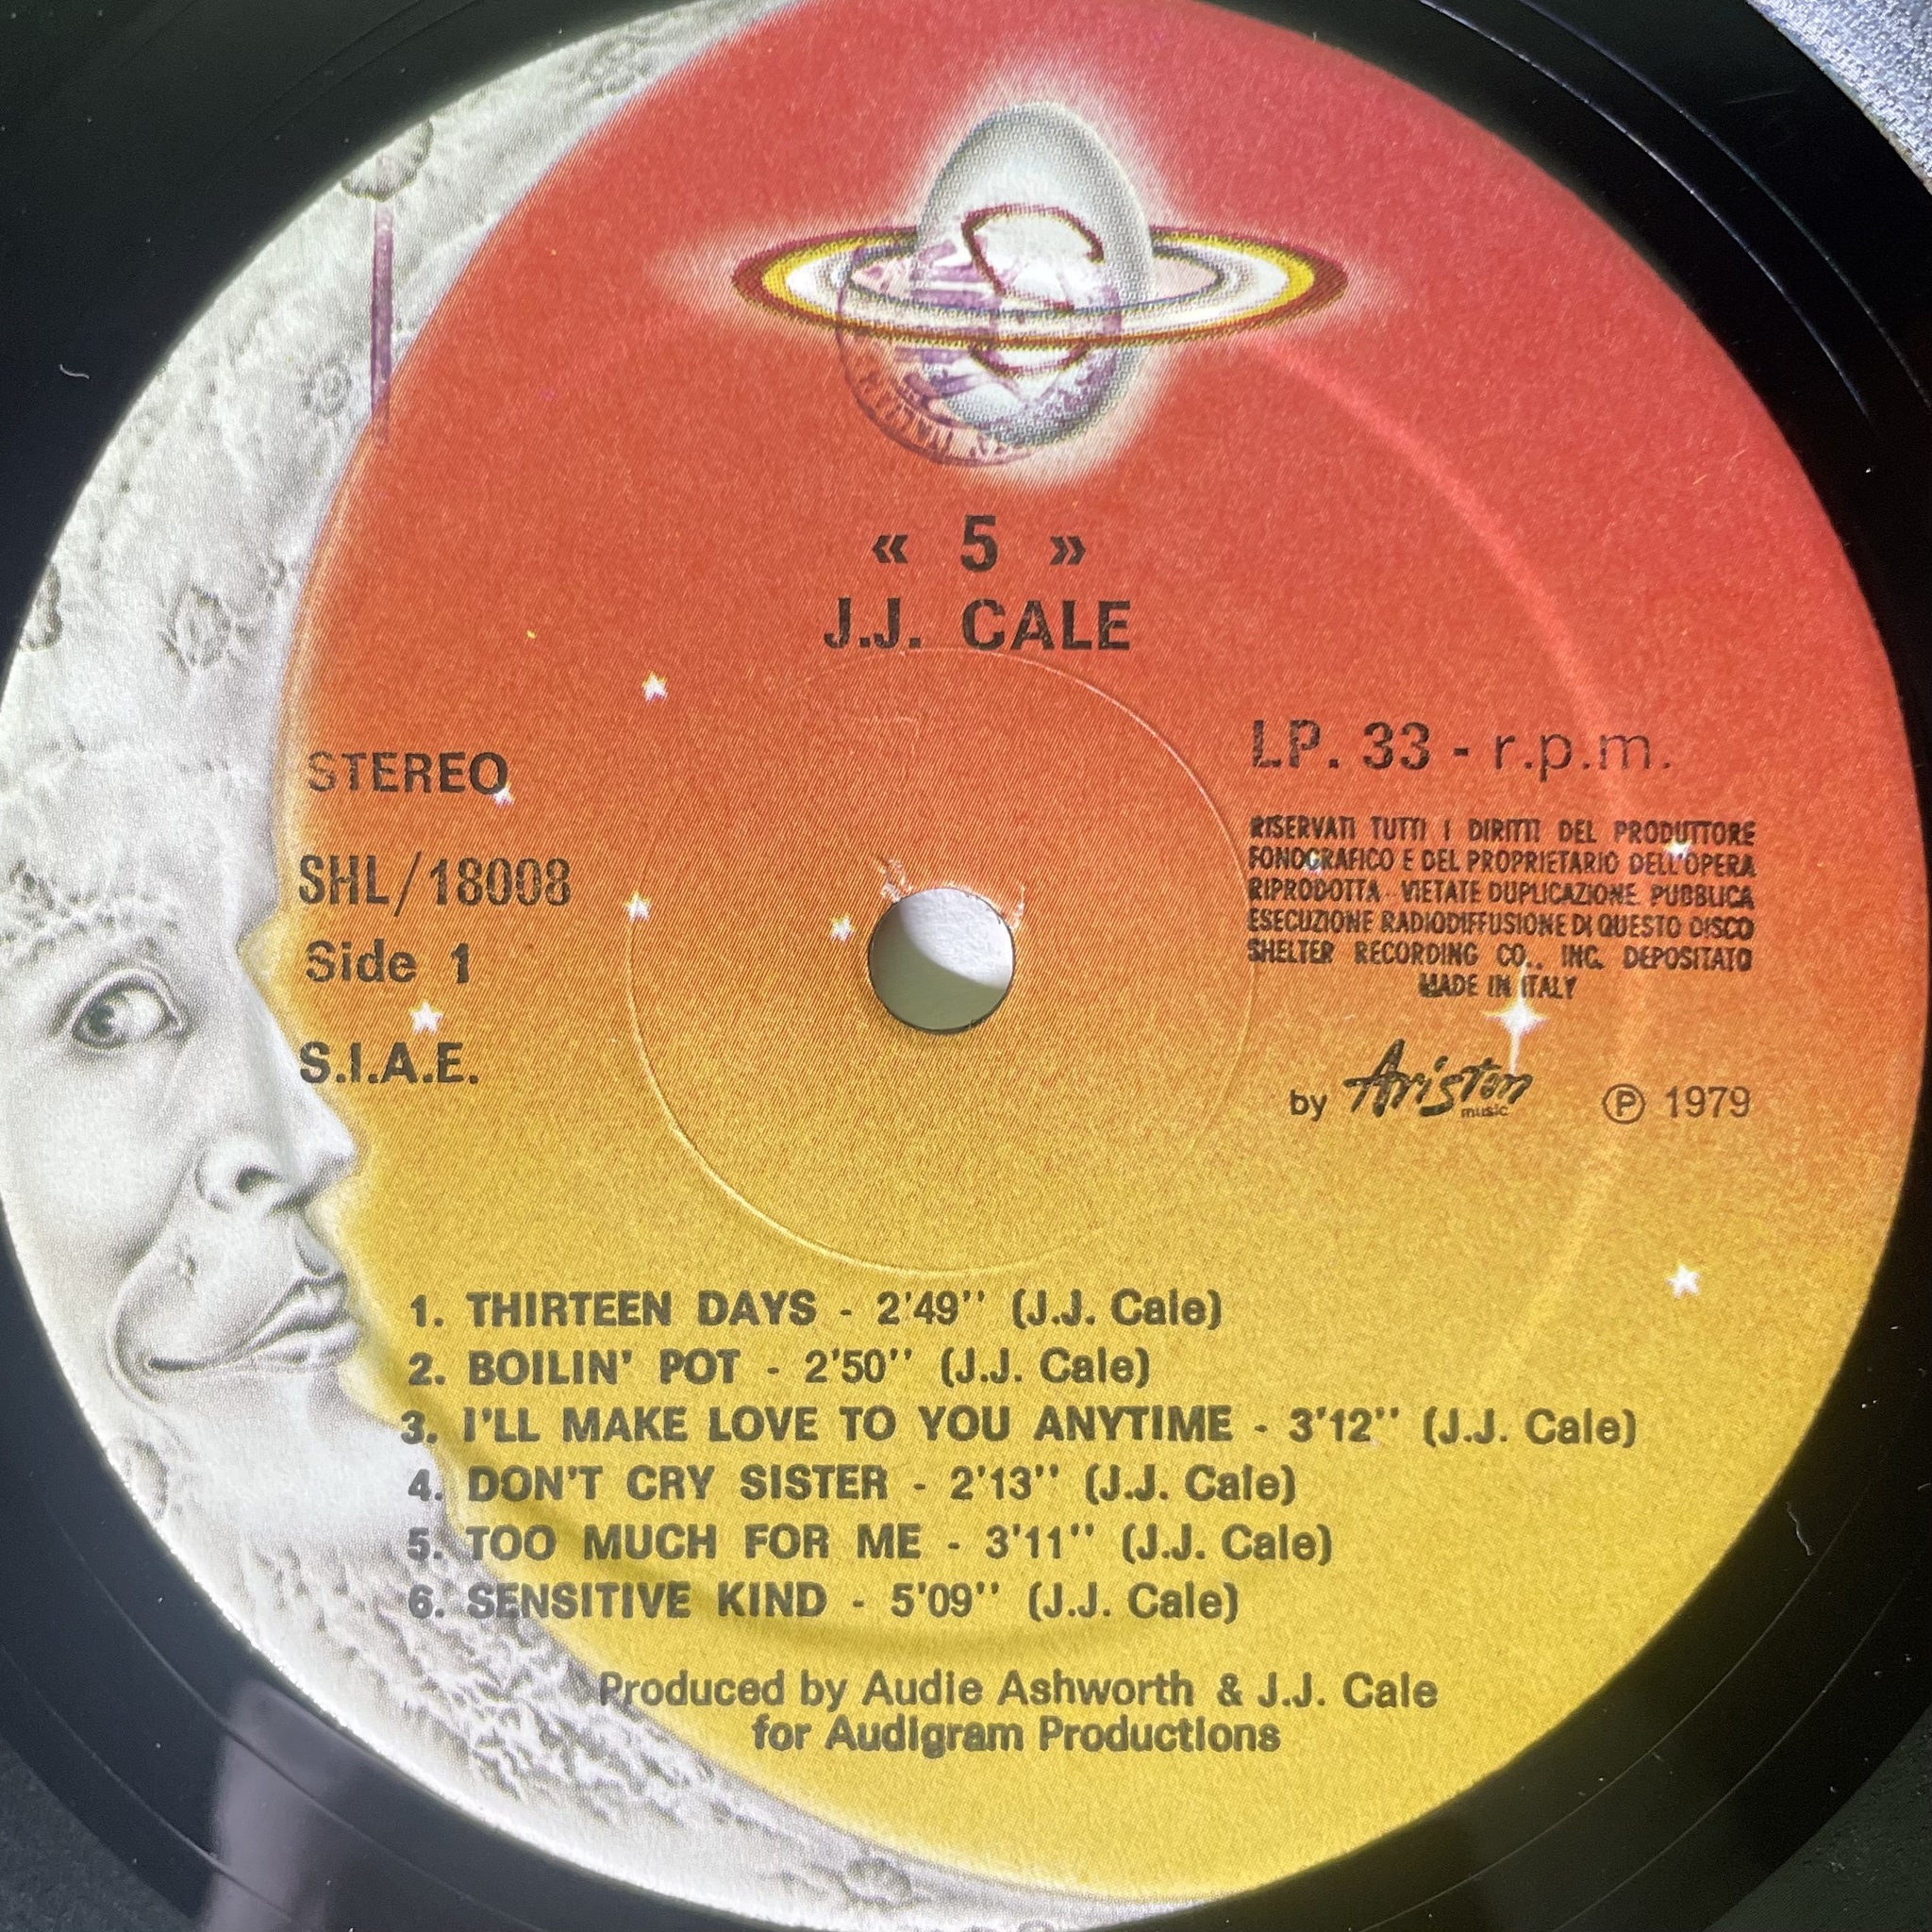 « 5 »
J.J. CALE
STEREO
SHL/18008
Side 1
S.I.A.E.
LP. 33 - r.p.m.
RISERVATI TUTTI I DIRITTI DEL PRODUTTORE
FONOGRAFICO E DEL PROPRIETARIO DELL'OPERA
RIPRODOTTA - VIETATE DUPLICAZIONE PUBBLICA
ESECUZIONE RADIODIFFUSIONE DI QUESTO DISCO
SHELTER RECORDING CO., INC. DEPOSITATO
MADE IN ITALY
by Ariston music ℗ 1979
1. THIRTEEN DAYS - 2'49'' (J.J. Cale)
2. BOILIN' POT - 2'50'' (J.J. Cale)
3. I'LL MAKE LOVE TO YOU ANYTIME - 3'12'' (J.J. Cale)
4. DON'T CRY SISTER - 2'13'' (J.J. Cale)
5. TOO MUCH FOR ME - 3'11'' (J.J. Cale)
6. SENSITIVE KIND - 5'09'' (J.J. Cale)
Produced by Audie Ashworth & J.J. Cale
for Audigram Productions